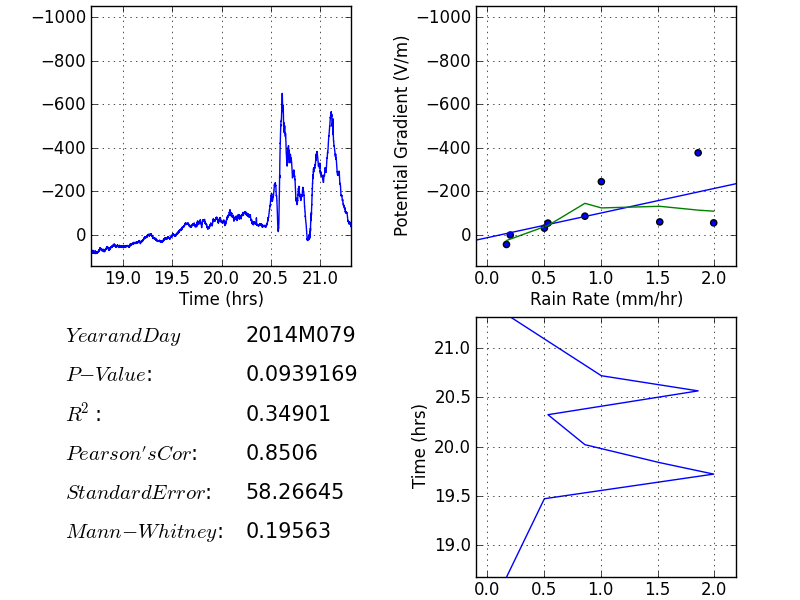 −1000
−800
−600
−400
−200
0
19.0 19.5 20.0 20.5 21.0
Time (hrs)
−1000
−800
−600
−400
−200
0
Potential Gradient (V/m)
0.0 0.5 1.0 1.5 2.0
Rain Rate (mm/hr)
YearandDay 2014M079
P−Value: 0.0939169
R²: 0.34901
Pearson'sCor: 0.8506
StandardError: 58.26645
Mann−Whitney: 0.19563
21.0
20.5
20.0
19.5
19.0
Time (hrs)
0.0 0.5 1.0 1.5 2.0